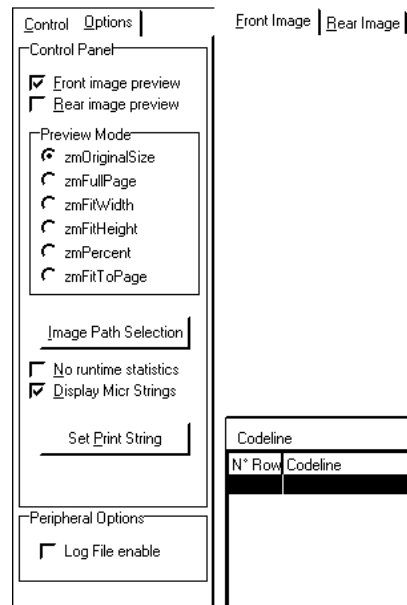 Control Options
Front Image Rear Image
Control Panel
Front image preview
Rear image preview
Preview Mode
zmOriginalSize
zmFullPage
zmFitWidth
zmFitHeight
zmPercent
zmFitToPage
Image Path Selection
No runtime statistics
Display Micr Strings
Set Print String
Codeline
N° Row Codeline
Peripheral Options
Log File enable